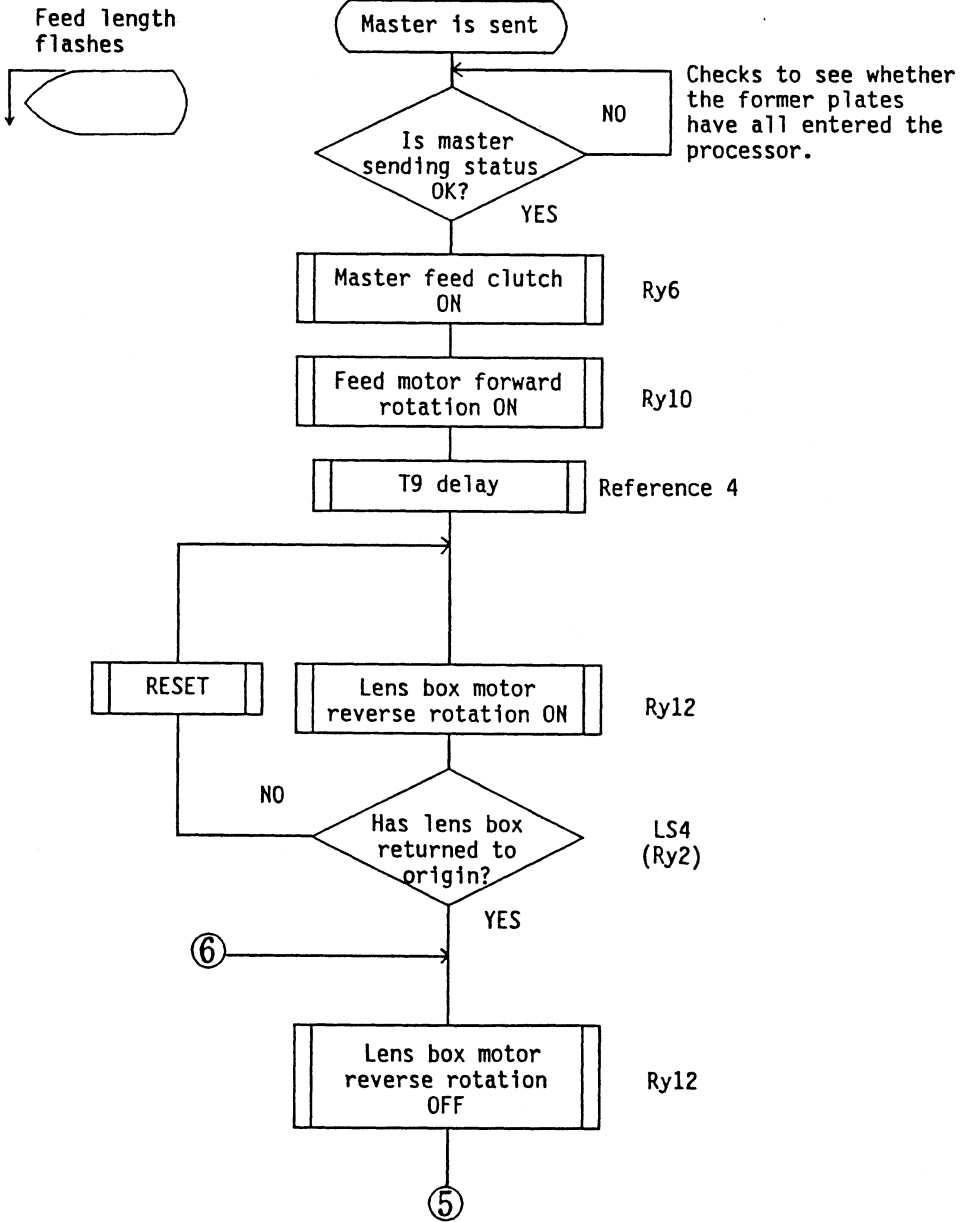 Feed length
flashes
Master is sent
Checks to see whether
the former plates
have all entered the
processor.
NO
Is master
sending status
OK?
YES
Master feed clutch
ON
Ry6
Feed motor forward
rotation ON
Ry10
T9 delay
Reference 4
RESET
Lens box motor
reverse rotation ON
Ry12
NO
Has lens box
returned to
origin?
LS4
(Ry2)
YES
⑥
Lens box motor
reverse rotation
OFF
Ry12
⑤